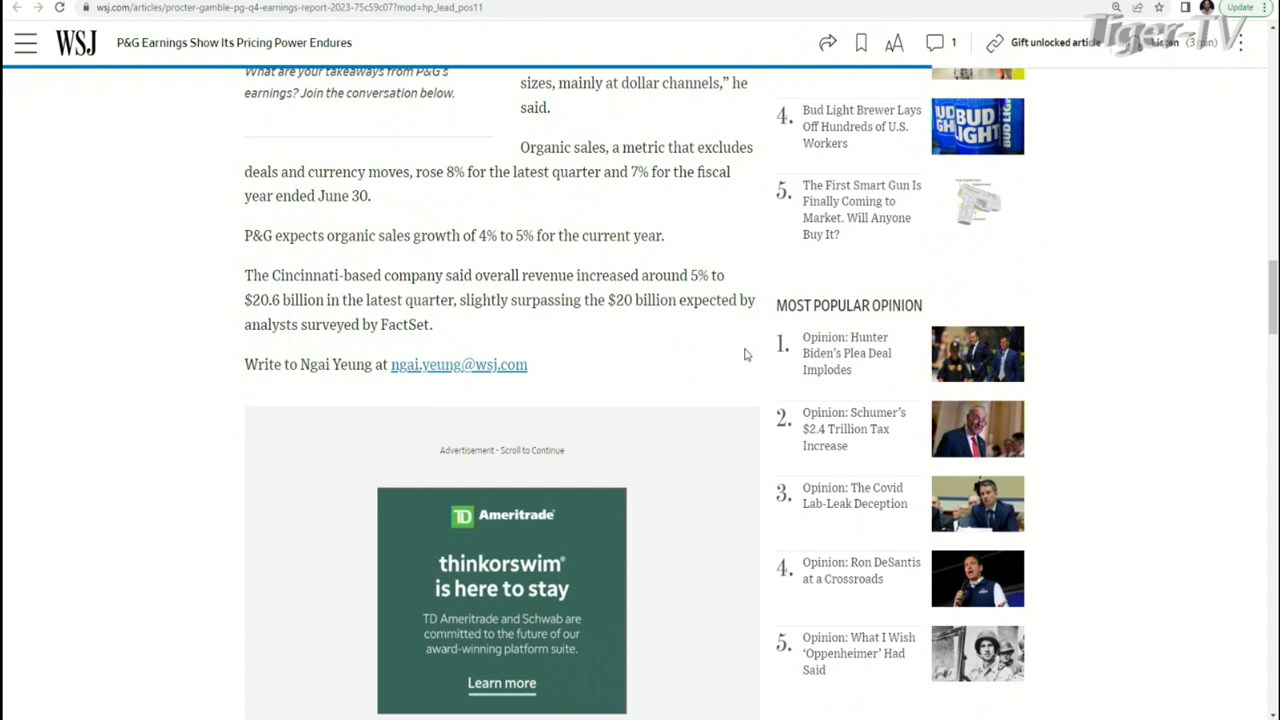 wsj.com/articles/procter-gamble-pg-q4-earnings-report-2023-75c59c07?mod=hp_lead_pos11
Update
Tiger-TV
WSJ
P&G Earnings Show Its Pricing Power Endures
1
Gift unlocked article
Listen
(3 min)
What are your takeaways from P&G's
earnings? Join the conversation below.
sizes, mainly at dollar channels,” he
said.
Organic sales, a metric that excludes
deals and currency moves, rose 8% for the latest quarter and 7% for the fiscal
year ended June 30.
P&G expects organic sales growth of 4% to 5% for the current year.
The Cincinnati-based company said overall revenue increased around 5% to
$20.6 billion in the latest quarter, slightly surpassing the $20 billion expected by
analysts surveyed by FactSet.
Write to Ngai Yeung at ngai.yeung@wsj.com
Advertisement - Scroll to Continue
TD Ameritrade
thinkorswim®
is here to stay
TD Ameritrade and Schwab are
committed to the future of our
award-winning platform suite.
Learn more
4.
Bud Light Brewer Lays
Off Hundreds of U.S.
Workers
BUD
LIGHT
5.
The First Smart Gun Is
Finally Coming to
Market. Will Anyone
Buy It?
MOST POPULAR OPINION
1.
Opinion: Hunter
Biden’s Plea Deal
Implodes
2.
Opinion: Schumer’s
$2.4 Trillion Tax
Increase
3.
Opinion: The Covid
Lab-Leak Deception
4.
Opinion: Ron DeSantis
at a Crossroads
5.
Opinion: What I Wish
‘Oppenheimer’ Had
Said